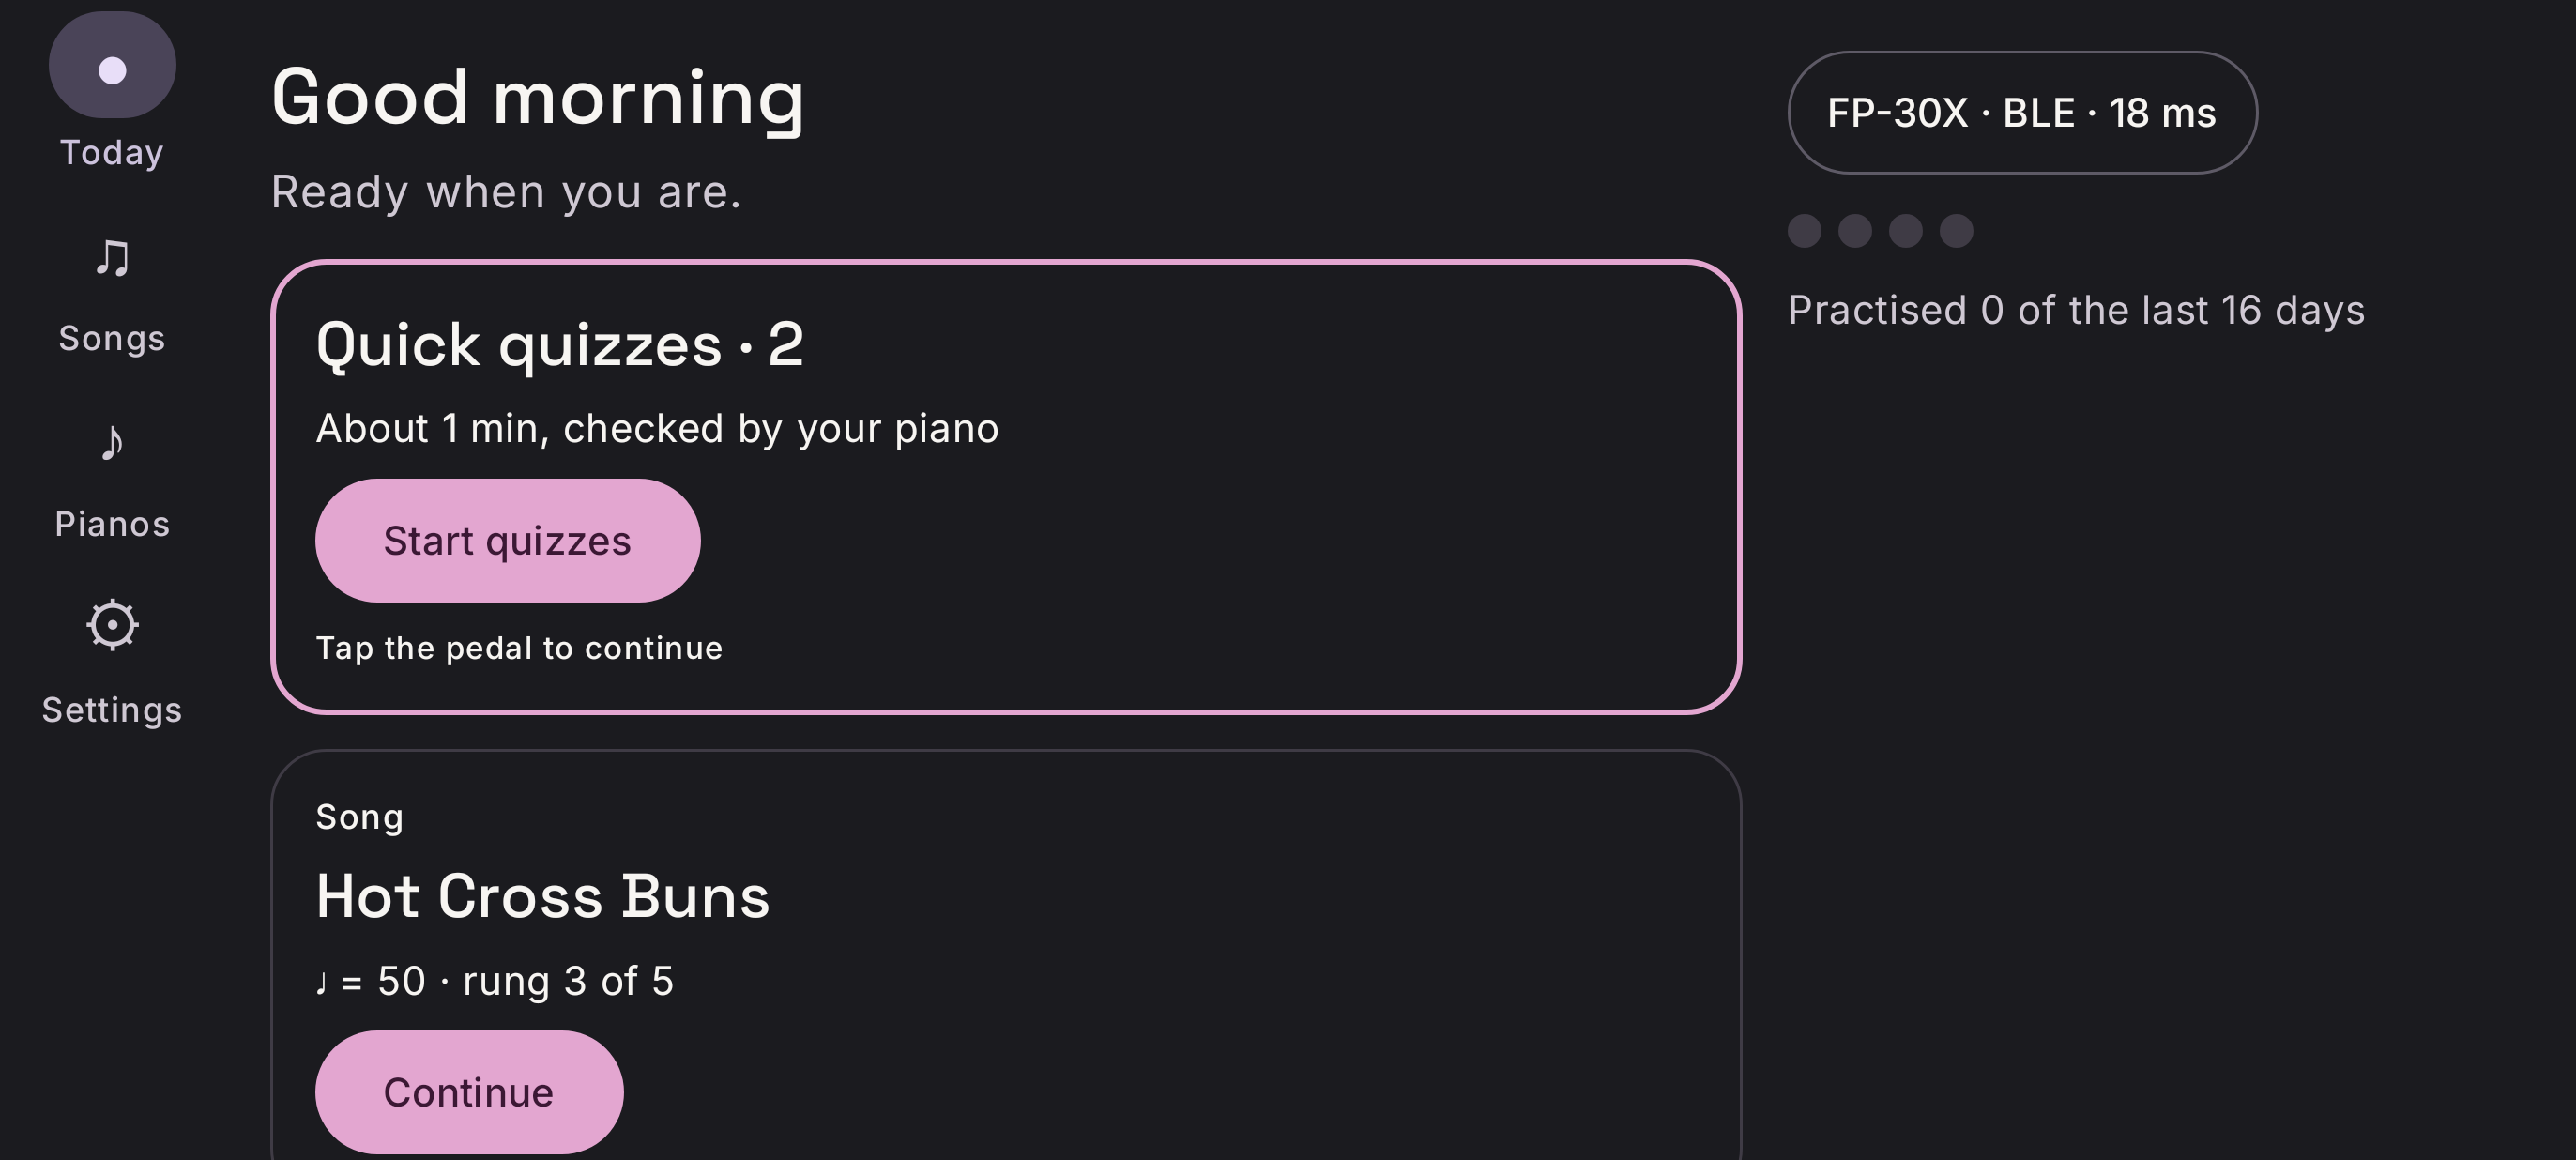 Today
Songs
Pianos
Settings
Good morning
Ready when you are.
Quick quizzes · 2
About 1 min, checked by your piano
Start quizzes
Tap the pedal to continue
Song
Hot Cross Buns
♩ = 50 · rung 3 of 5
Continue
FP-30X · BLE · 18 ms
Practised 0 of the last 16 days